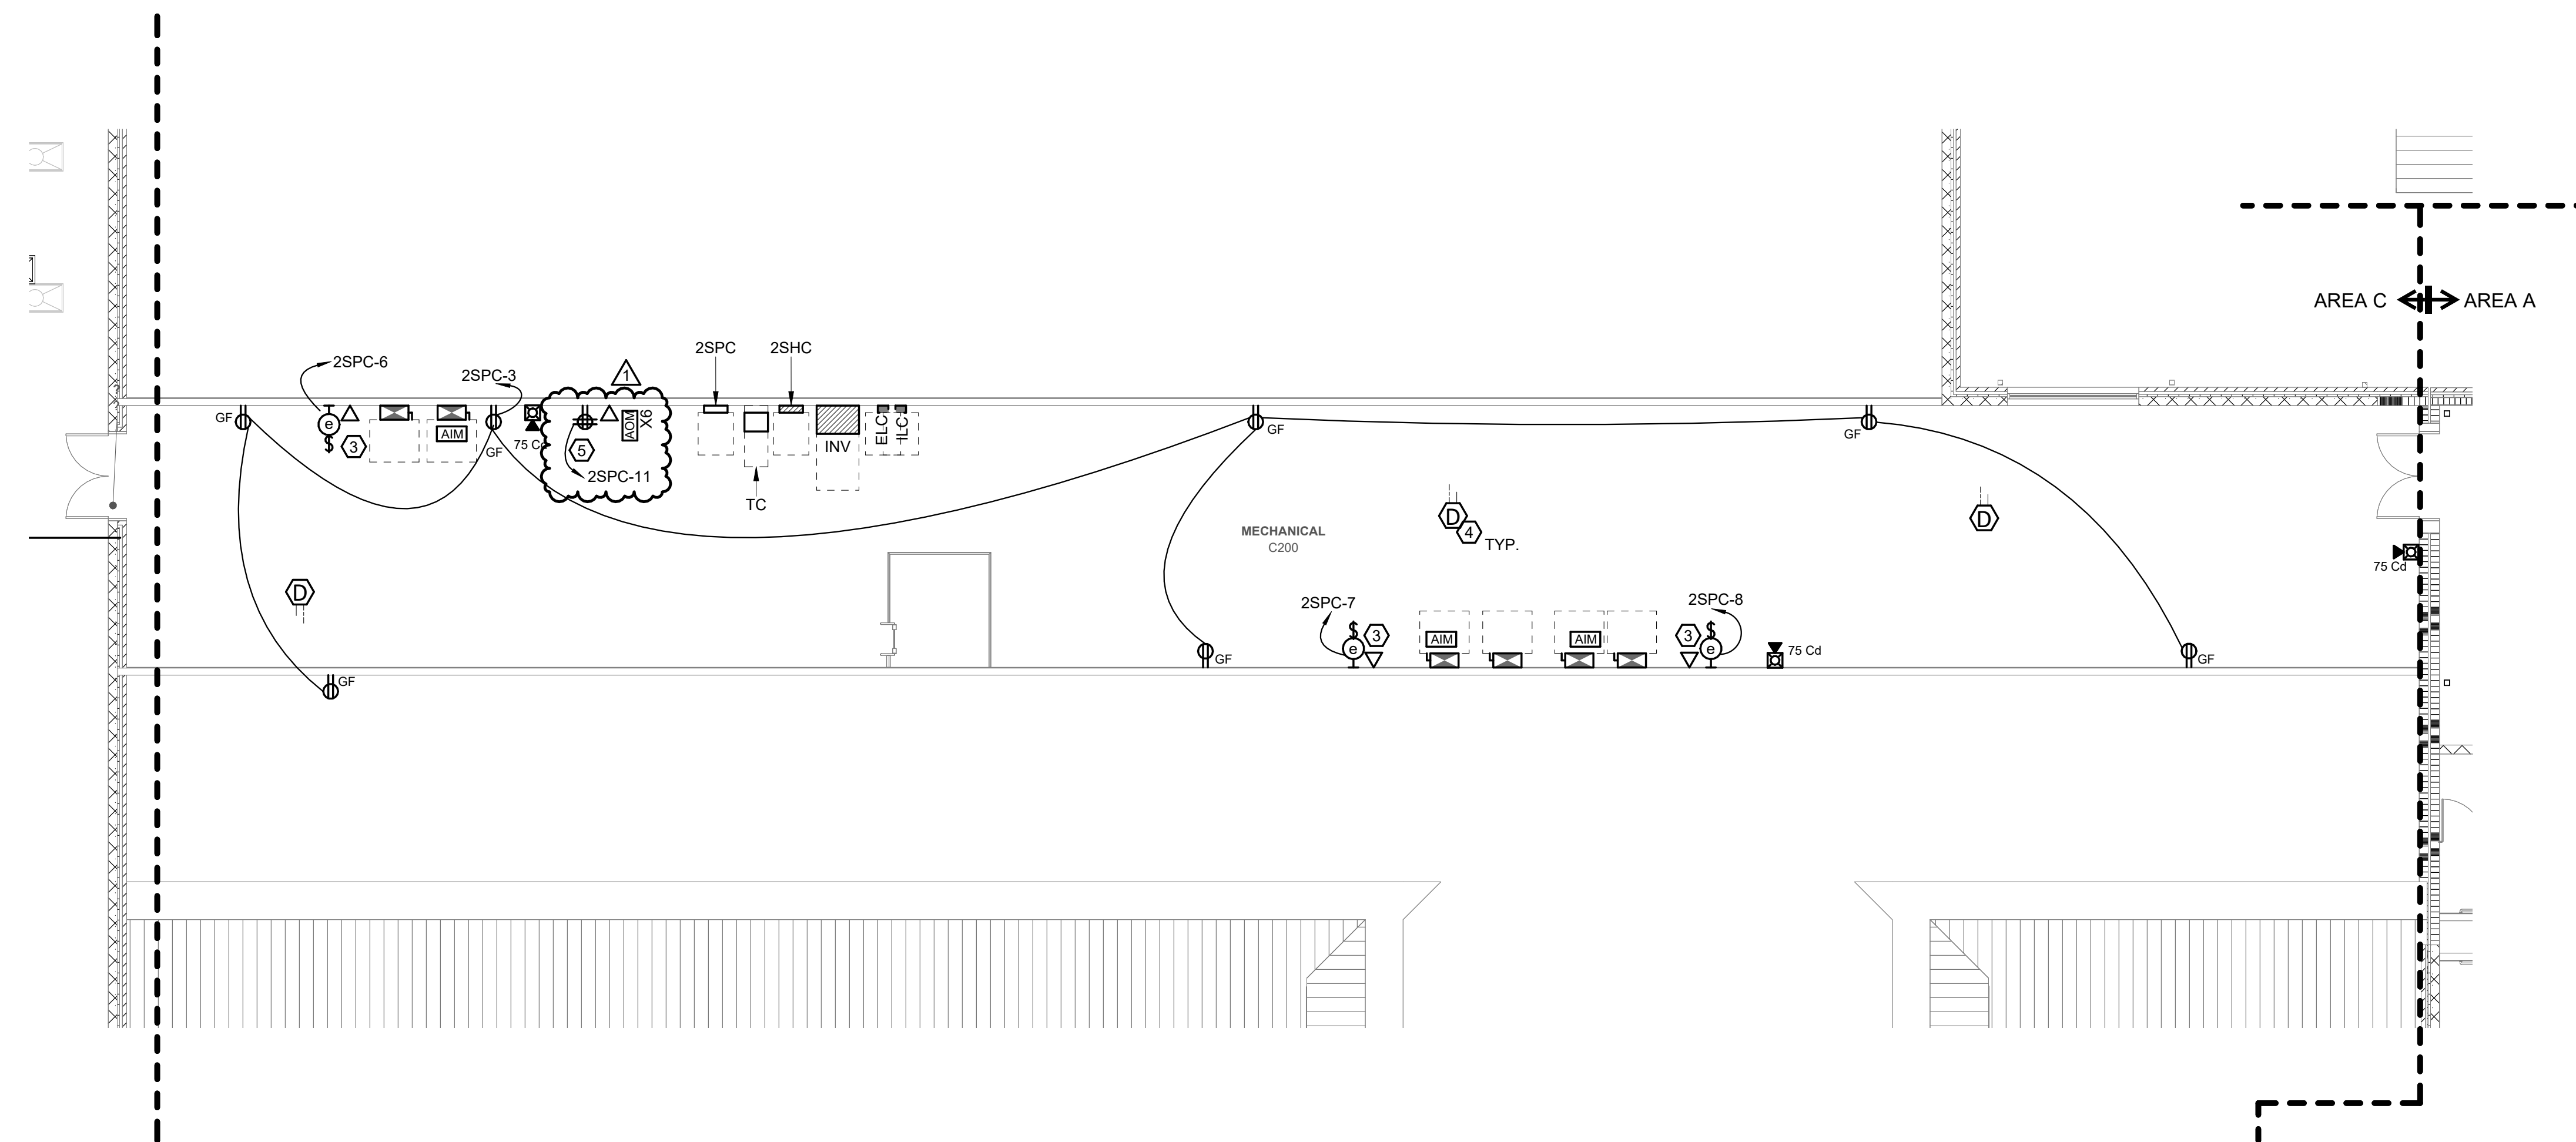 AREA C
AREA A
2SPC-6
2SPC-3
1
2SPC
2SHC
GF
e
$
3
AIM
GF
75 Cd
5
AOM
X6
2SPC-11
TC
INV
ELC
ILC
GF
GF
D
4
TYP.
D
MECHANICAL
C200
75 Cd
D
2SPC-7
2SPC-8
$
3
e
AIM
AIM
3
$
e
75 Cd
GF
GF
GF